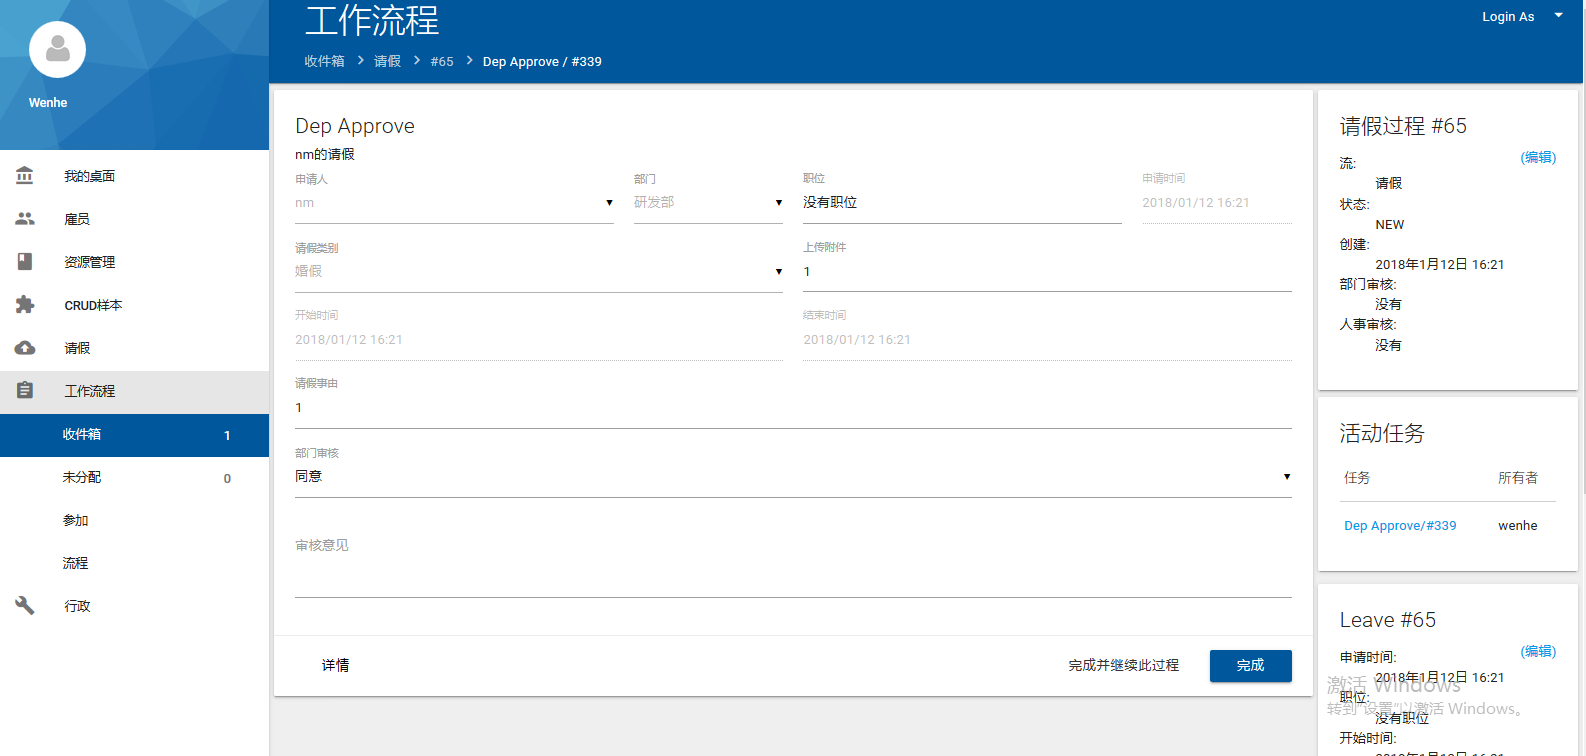 Wenhe
我的桌面
雇员
资源管理
CRUD样本
请假
工作流程
收件箱 1
未分配 0
参加
流程
行政
工作流程
Login As
收件箱 请假 #65 Dep Approve / #339
Dep Approve
nm的请假
申请人 部门 职位 申请时间
nm 研发部 没有职位 2018/01/12 16:21
请假类别 上传附件
婚假 1
开始时间 结束时间
2018/01/12 16:21 2018/01/12 16:21
请假事由
1
部门审核
同意
审核意见
详情 完成并继续此过程 完成
请假过程 #65
(编辑)
流:
请假
状态:
NEW
创建:
2018年1月12日 16:21
部门审核:
没有
人事审核:
没有
活动任务
任务 所有者
Dep Approve/#339 wenhe
Leave #65
(编辑)
申请时间:
2018年1月12日 16:21
激活 Windows
职位:
转到"设置"以激活 Windows。
没有职位
开始时间: